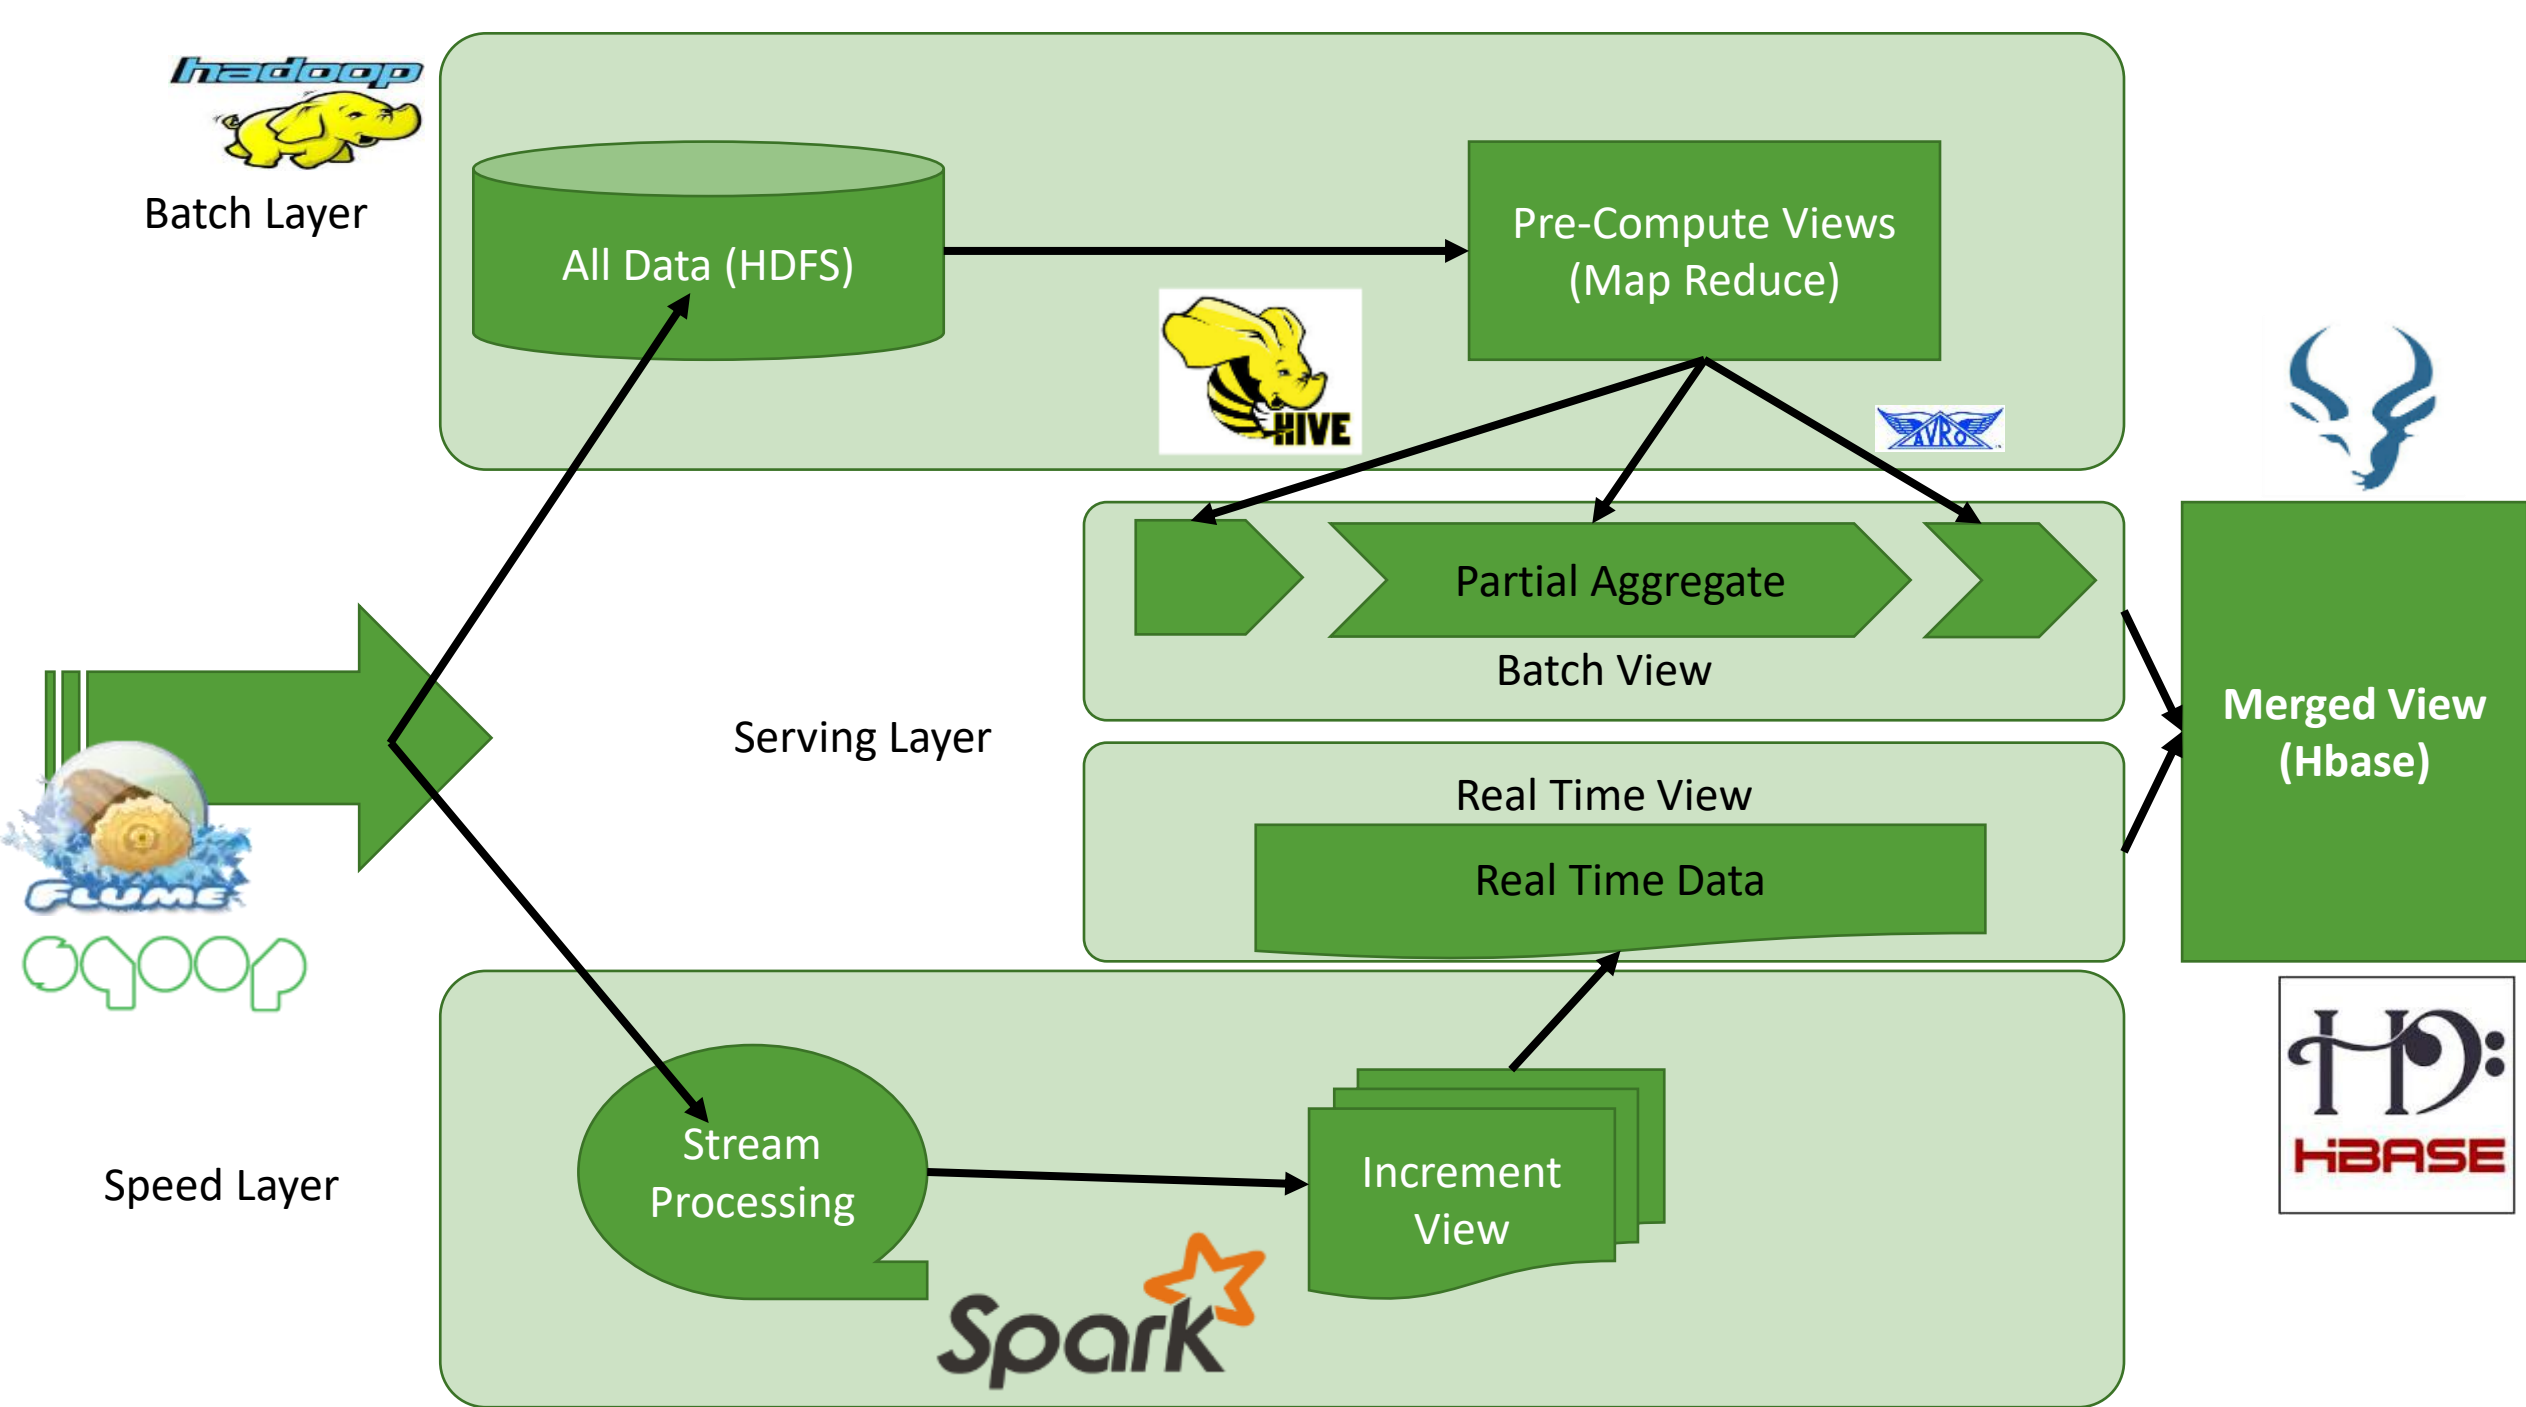 hadoop
Batch Layer
All Data (HDFS)
Pre-Compute Views
(Map Reduce)
HIVE
AVRO
Partial Aggregate
Batch View
Serving Layer
Merged View
(Hbase)
Real Time View
Real Time Data
FLUME
sqoop
Stream
Processing
Increment
View
Speed Layer
Spark
HBASE